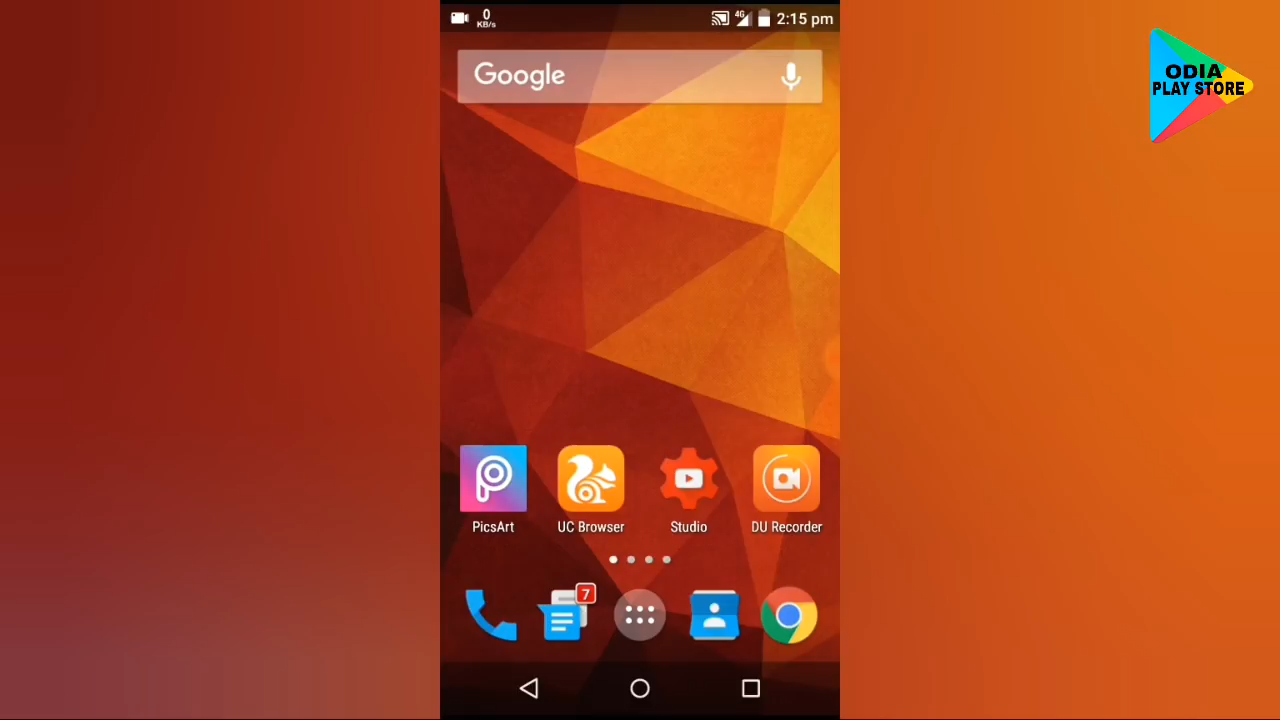 0
KB/s
4G
2:15 pm
Google
ODIA
PLAY STORE
PicsArt
UC Browser
Studio
DU Recorder
7